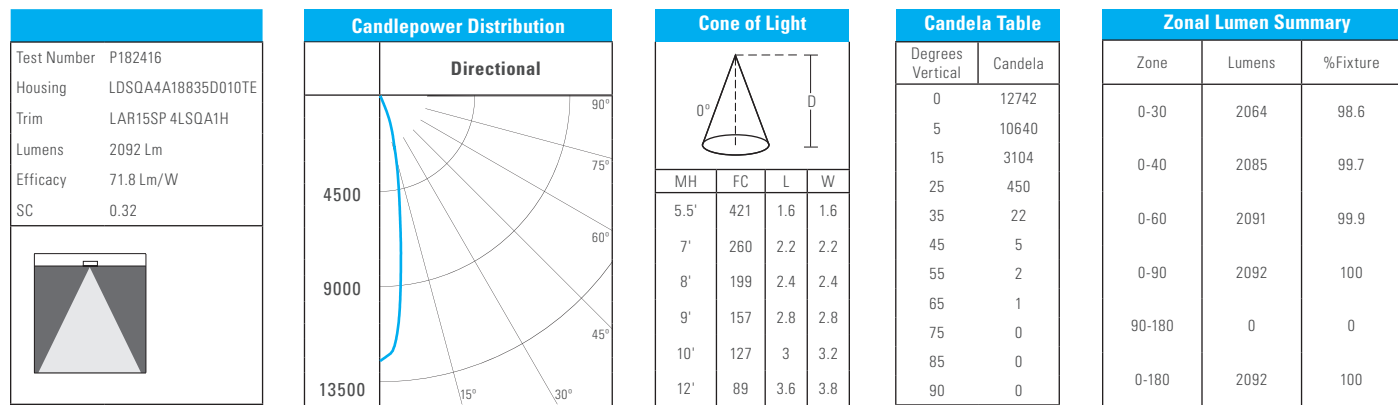 Test Number P182416
Housing LDSQA4A18835D010TE
Trim LAR15SP 4LSQA1H
Lumens 2092 Lm
Efficacy 71.8 Lm/W
SC 0.32
Candlepower Distribution
Directional
90°
75°
4500
60°
9000
45°
13500
15°
30°
Cone of Light
0°
D
MH FC L W
5.5' 421 1.6 1.6
7' 260 2.2 2.2
8' 199 2.4 2.4
9' 157 2.8 2.8
10' 127 3 3.2
12' 89 3.6 3.8
Candela Table
Degrees
Vertical
Candela
0 12742
5 10640
15 3104
25 450
35 22
45 5
55 2
65 1
75 0
85 0
90 0
Zonal Lumen Summary
Zone Lumens %Fixture
0-30 2064 98.6
0-40 2085 99.7
0-60 2091 99.9
0-90 2092 100
90-180 0 0
0-180 2092 100